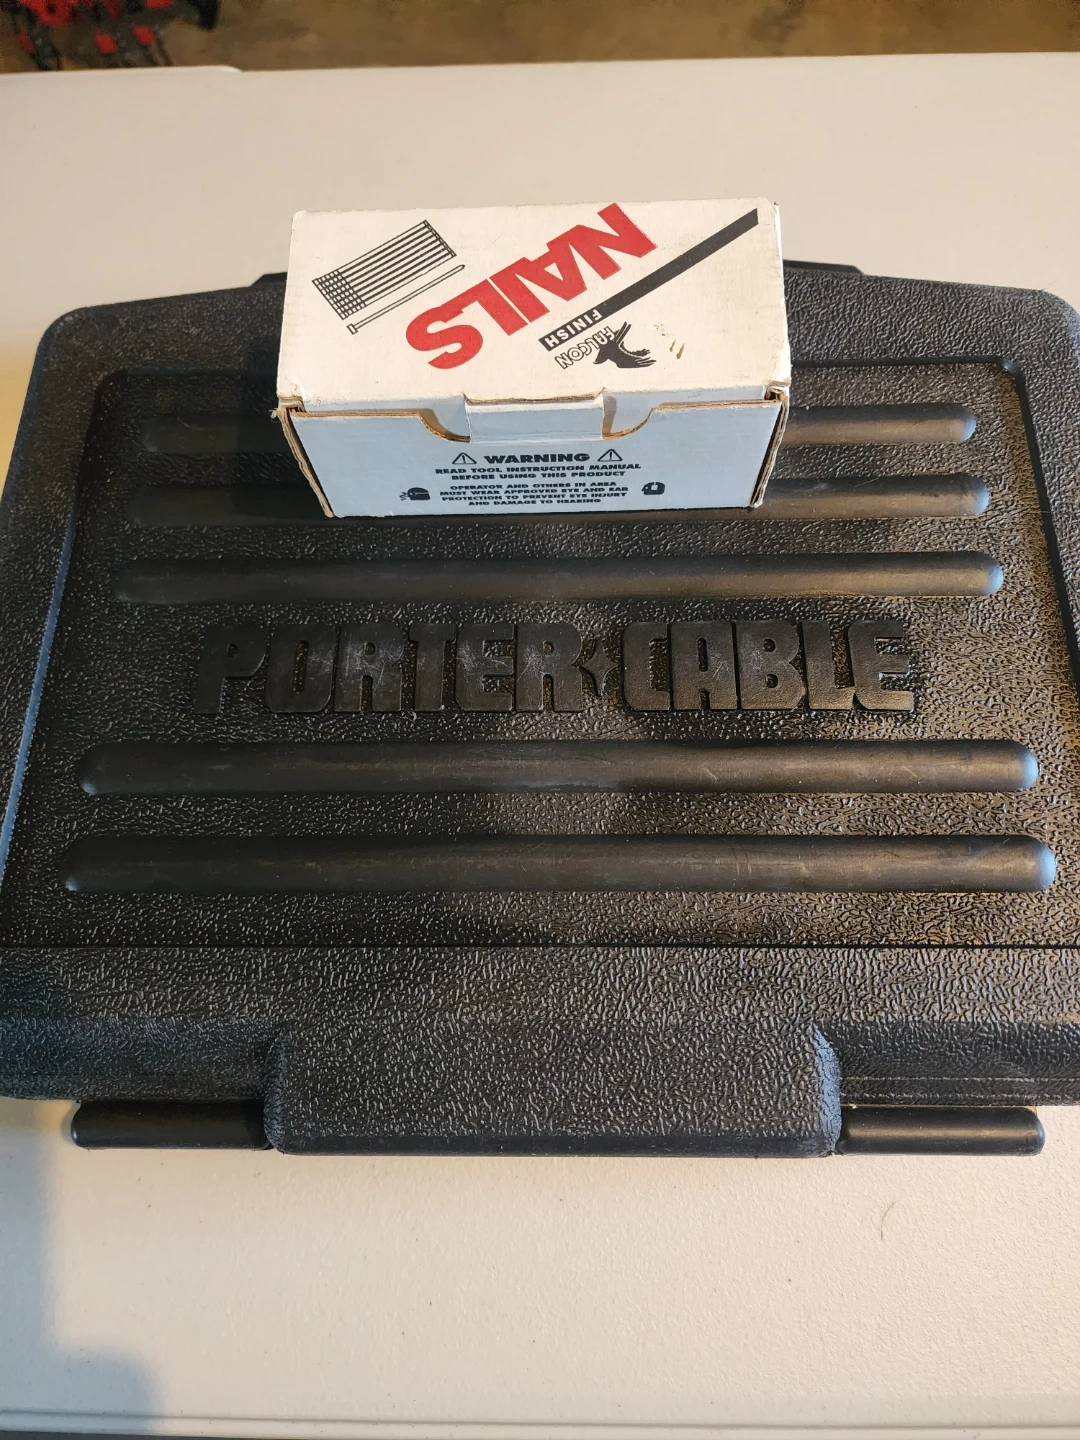 NAILS
FINISH
FALCON
WARNING
READ TOOL INSTRUCTION MANUAL
BEFORE USING THIS PRODUCT
OPERATOR AND OTHERS IN AREA
MUST WEAR APPROVED EYE AND EAR
PROTECTION TO PREVENT EYE INJURY
AND DAMAGE TO HEARING
PORTER CABLE